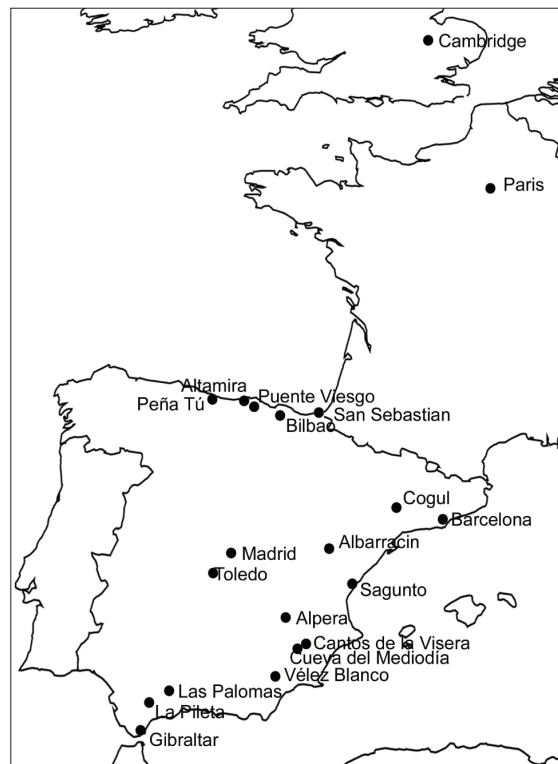 Cambridge
Paris
Altamira
Puente Viesgo
Peña Tú
San Sebastian
Bilbao
Cogul
Barcelona
Albarracin
Madrid
Toledo
Sagunto
Alpera
Cantos de la Visera
Cueva del Mediodía
Vélez Blanco
Las Palomas
La Pileta
Gibraltar